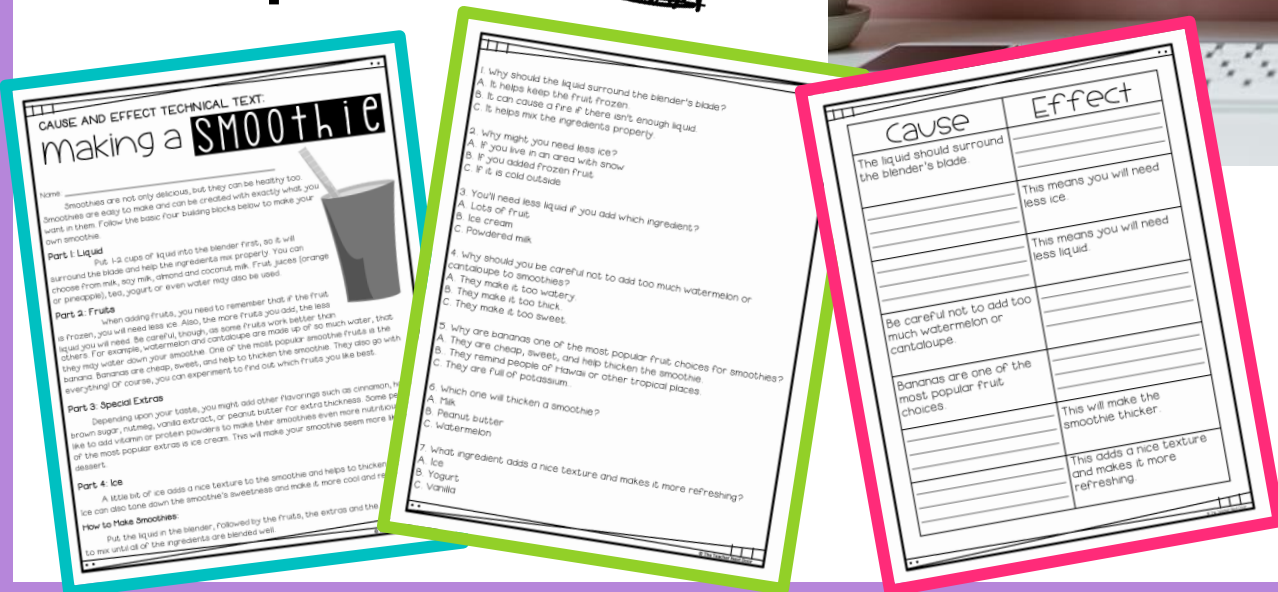 CAUSE AND EFFECT TECHNICAL TEXT:
making a SMOOthie
Name
Smoothies are not only delicious, but they can be healthy too.
Smoothies are easy to make and can be created with exactly what you
want in them. Follow the basic four building blocks below to make your
own smoothie.
Part 1: Liquid
Put 1-2 cups of liquid into the blender first, so it will
surround the blade and help the ingredients mix properly. You can
choose from milk, soy milk, almond and coconut milk. Fruit juices (orange
or pineapple), tea, yogurt or even water may also be used.
Part 2: Fruits
When adding fruits, you need to remember that if the fruit
is frozen, you will need less ice. Also, the more fruits you add, the less
liquid you will need. Be careful, though, as some fruits work better than
others. For example, watermelon and cantaloupe are made up of so much water, that
they may water down your smoothie. One of the most popular smoothie fruits is the
banana. Bananas are cheap, sweet, and help to thicken the smoothie. They also go with
everything! Of course, you can experiment to find out which fruits you like best.
Part 3: Special Extras
Depending upon your taste, you might add other flavorings such as cinnamon,
brown sugar, nutmeg, vanilla extract, or peanut butter for extra thickness. Some
like to add vitamin or protein powders to make their smoothies even more
of the most popular extras is ice cream. This will make your smoothie seem more
dessert.
Part 4: Ice
A little bit of ice adds a nice texture to the smoothie and helps to thicken
Ice can also tone down the smoothie's sweetness and make it more cool and
How to Make Smoothies:
Put the liquid in the blender, followed by the fruits, the extras and the
to mix until all of the ingredients are blended well.
1. Why should the liquid surround the blender's blade?
A. It helps keep the fruit frozen.
B. It can cause a fire if there isn't enough liquid.
C. It helps mix the ingredients properly.
2. Why might you need less ice?
A. If you live in an area with snow
B. If you added frozen fruit
C. If it is cold outside
3. You'll need less liquid if you add which ingredient?
A. Lots of fruit
B. Ice cream
C. Powdered milk
4. Why should you be careful not to add too much watermelon or
cantaloupe to smoothies?
A. They make it too watery.
B. They make it too thick.
C. They make it too sweet.
5. Why are bananas one of the most popular fruit choices for smoothies?
A. They are cheap, sweet, and help thicken the smoothie.
B. They remind people of Hawaii or other tropical places.
C. They are full of potassium.
6. Which one will thicken a smoothie?
A. Milk
B. Peanut butter
C. Watermelon
7. What ingredient adds a nice texture and makes it more refreshing?
A. Ice
B. Yogurt
C. Vanilla
Cause
Effect
The liquid should surround
the blender's blade.
This means you will need
less ice.
This means you will need
less liquid.
Be careful not to add too
much watermelon or
cantaloupe.
Bananas are one of the
most popular fruit
choices.
This will make the
smoothie thicker.
This adds a nice texture
and makes it more
refreshing.